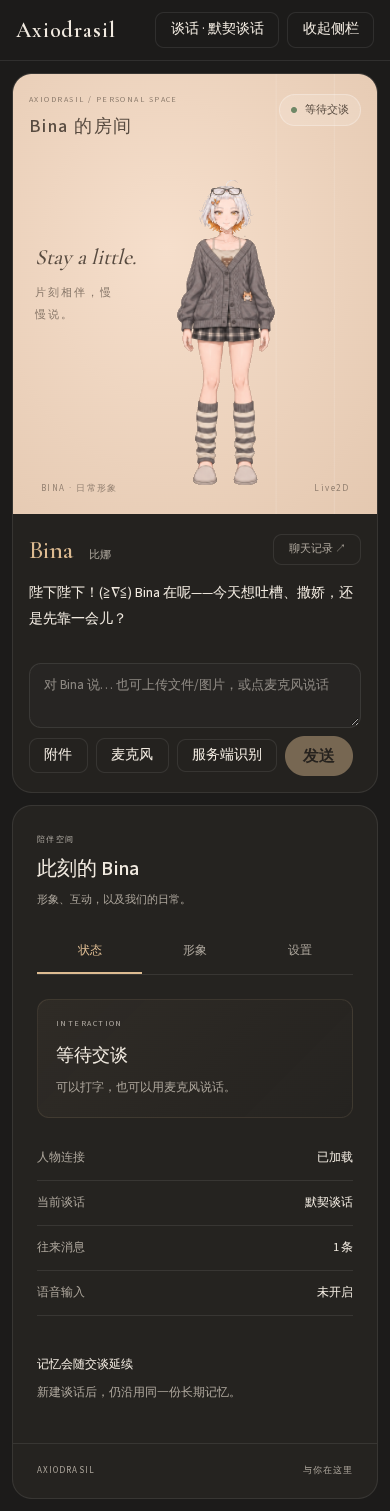 Axiodrasil
谈话 · 默契谈话
收起侧栏
AXIODRASIL / PERSONAL SPACE
Bina 的房间
等待交谈
Stay a little.
片刻相伴，慢
慢说。
BINA · 日常形象
Live2D
Bina 比娜
聊天记录 ↗
陛下陛下！(≧∇≦) Bina 在呢——今天想吐槽、撒娇，还
是先靠一会儿？
对 Bina 说… 也可上传文件/图片，或点麦克风说话
附件
麦克风
服务端识别
发送
陪伴空间
此刻的 Bina
形象、互动，以及我们的日常。
状态
形象
设置
INTERACTION
等待交谈
可以打字，也可以用麦克风说话。
人物连接 已加载
当前谈话 默契谈话
往来消息 1 条
语音输入 未开启
记忆会随交谈延续
新建谈话后，仍沿用同一份长期记忆。
AXIODRASIL 与你在这里